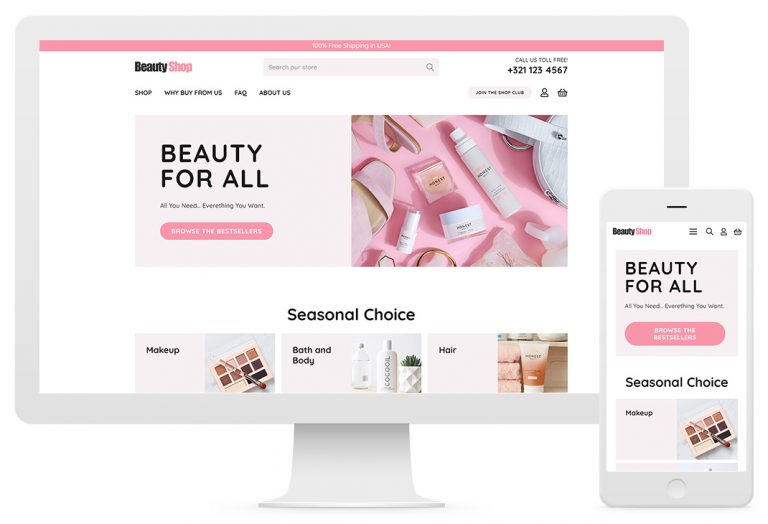 100% Free Shipping in USA!
Beauty Shop
Search our store
CALL US TOLL FREE!
+321 123 4567
SHOP WHY BUY FROM US FAQ ABOUT US
JOIN THE SHOP CLUB
BEAUTY
FOR ALL
All You Need... Everething You Want.
BROWSE THE BESTSELLERS
HONEST
HONEST
HONEST
Seasonal Choice
Makeup
Bath and
Body
COCOOIL
Hair
HONEST
Beauty Shop
BEAUTY
FOR ALL
All You Need... Everething You Want.
BROWSE THE
BESTSELLERS
Seasonal Choice
Makeup